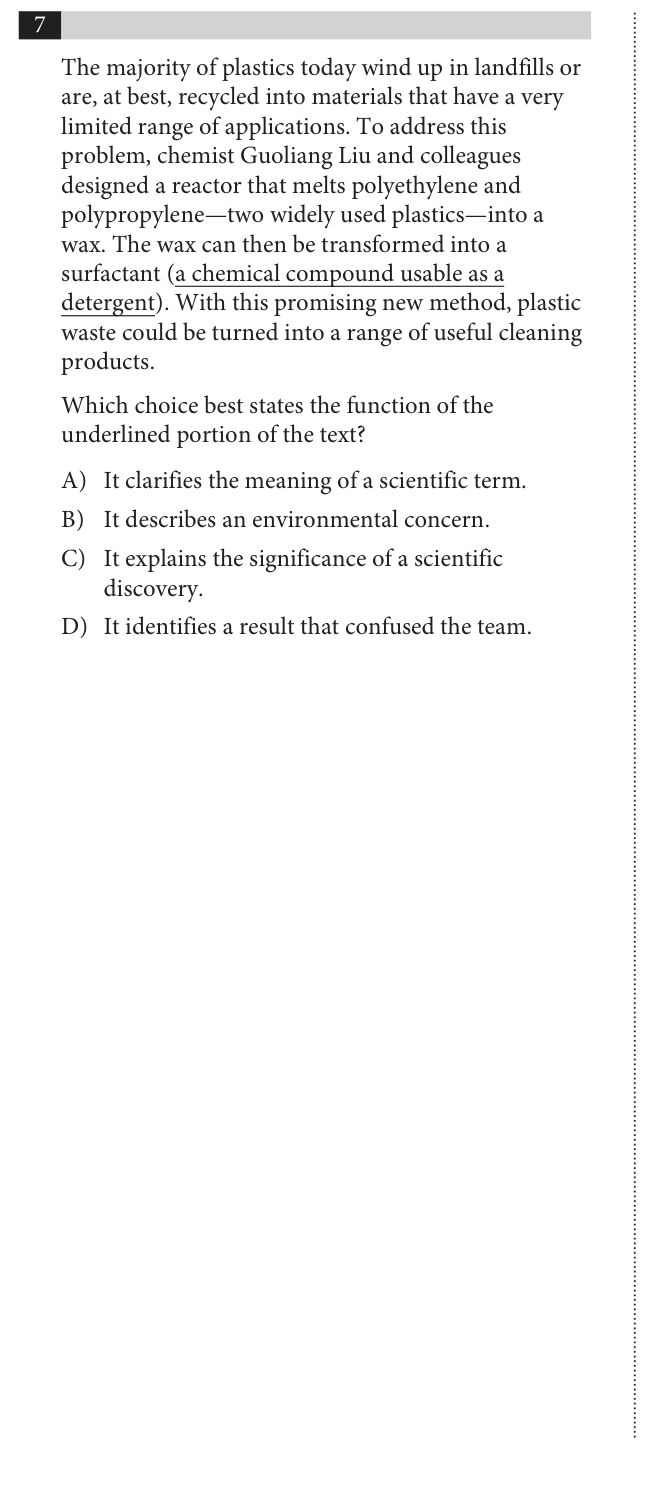 7
The majority of plastics today wind up in landfills or
are, at best, recycled into materials that have a very
limited range of applications. To address this
problem, chemist Guoliang Liu and colleagues
designed a reactor that melts polyethylene and
polypropylene—two widely used plastics—into a
wax. The wax can then be transformed into a
surfactant (a chemical compound usable as a
detergent). With this promising new method, plastic
waste could be turned into a range of useful cleaning
products.
Which choice best states the function of the
underlined portion of the text?
A) It clarifies the meaning of a scientific term.
B) It describes an environmental concern.
C) It explains the significance of a scientific
discovery.
D) It identifies a result that confused the team.